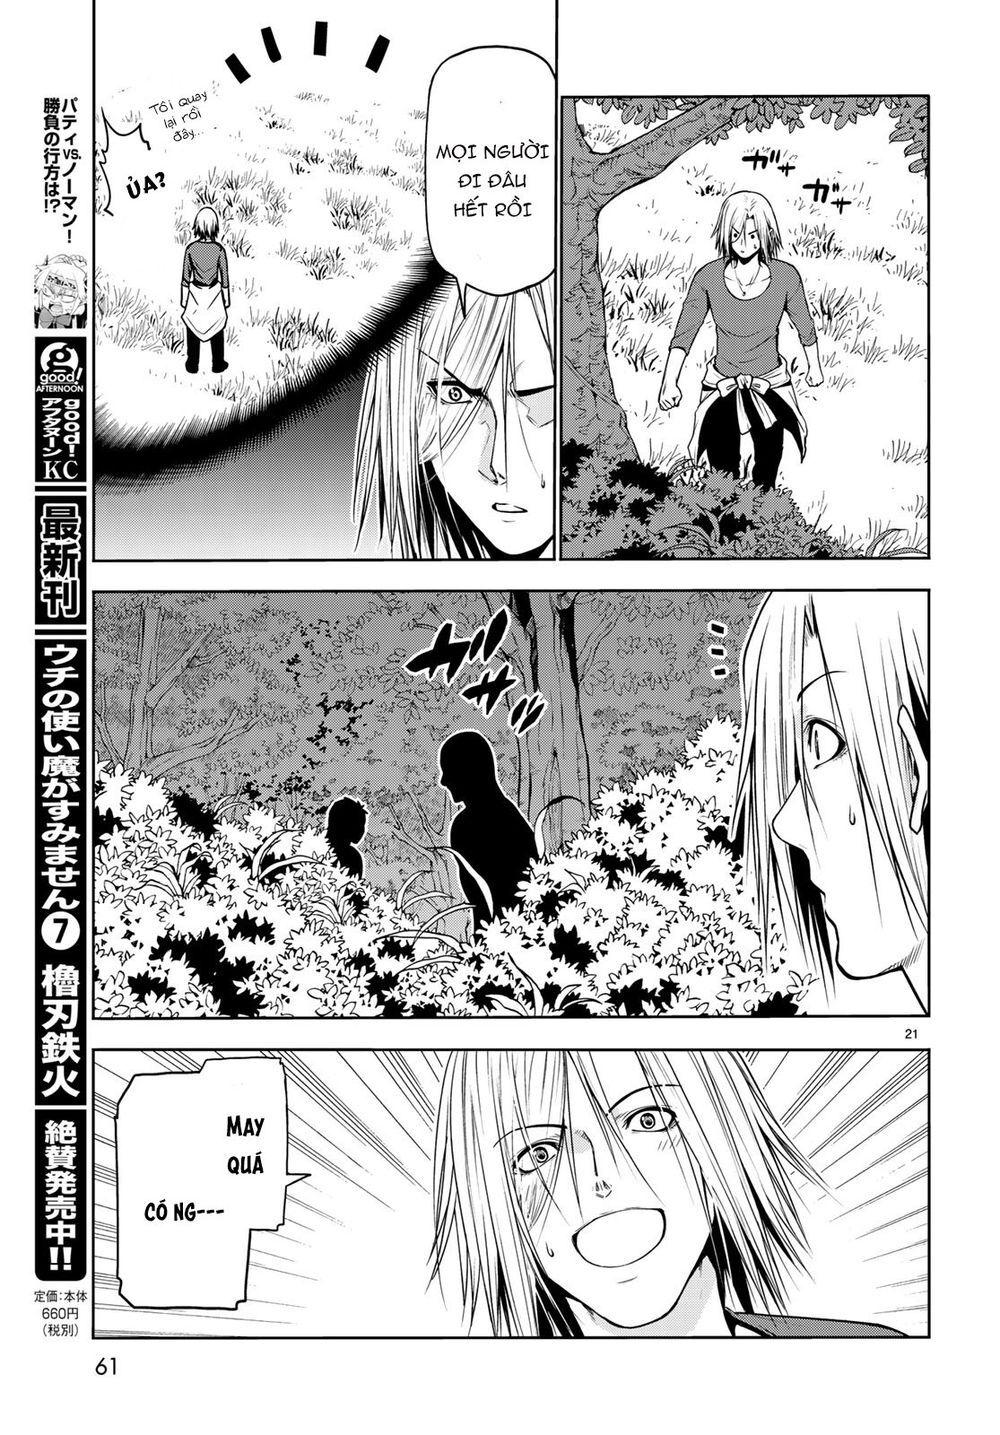 ガサ
ガサ
MỌI NGƯỜI
ĐI ĐÂU
HẾT RỒI
Tôi quay
lại rồi
đây...
ỦA?
ガサ
ガサ
21
MAY
QUÁ
CÓ NG---
61
パティvs.ノーマン!
勝負の行方は!?
good!
AFTERNOON
good!
アフタヌーン
KC
最新刊
ウチの使い魔がすみません7
櫓刃鉄火
絶賛発売中!!
定価:本体
660円
(税別)